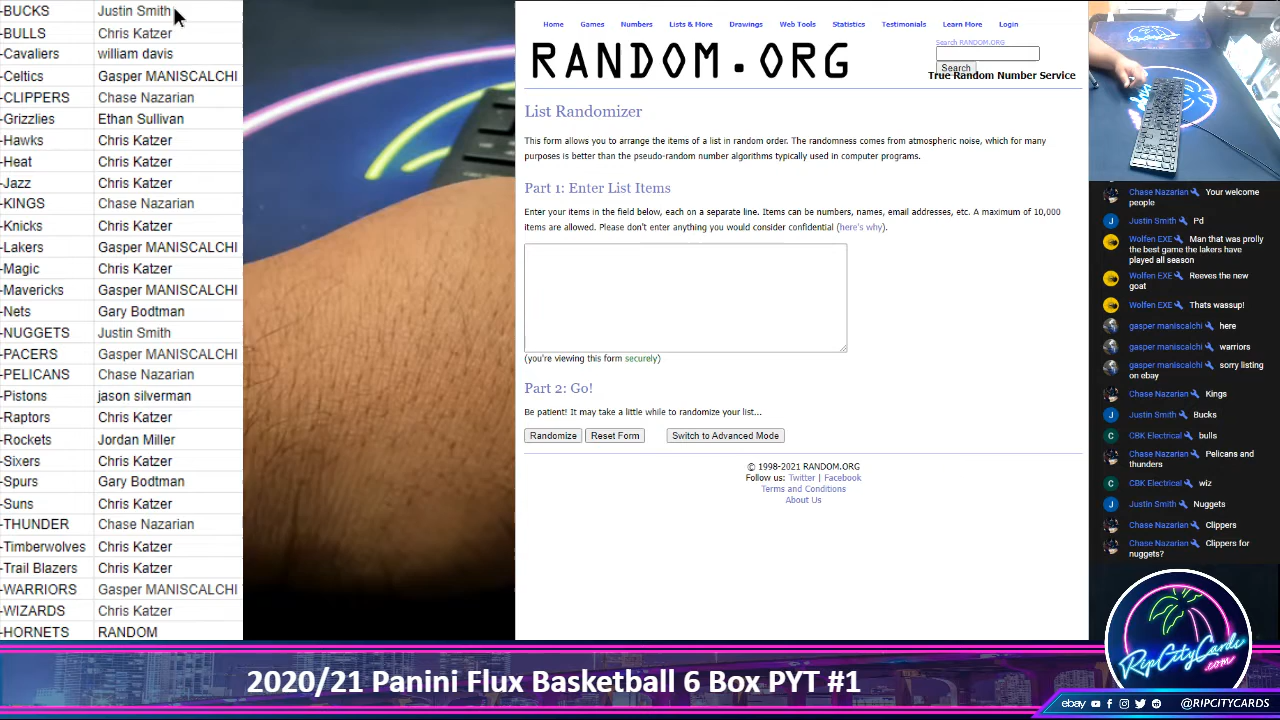 -BUCKS Justin Smith
-BULLS Chris Katzer
-Cavaliers william davis
-Celtics Gasper MANISCALCHI
-CLIPPERS Chase Nazarian
-Grizzlies Ethan Sullivan
-Hawks Chris Katzer
-Heat Chris Katzer
-Jazz Chris Katzer
-KINGS Chase Nazarian
-Knicks Chris Katzer
-Lakers Gasper MANISCALCHI
-Magic Chris Katzer
-Mavericks Gasper MANISCALCHI
-Nets Gary Bodtman
-NUGGETS Justin Smith
-PACERS Gasper MANISCALCHI
-PELICANS Chase Nazarian
-Pistons jason silverman
-Raptors Chris Katzer
-Rockets Jordan Miller
-Sixers Chris Katzer
-Spurs Gary Bodtman
-Suns Chris Katzer
-THUNDER Chase Nazarian
-Timberwolves Chris Katzer
-Trail Blazers Chris Katzer
-WARRIORS Gasper MANISCALCHI
-WIZARDS Chris Katzer
-HORNETS RANDOM
Home Games Numbers Lists & More Drawings Web Tools Statistics Testimonials Learn More Login
RANDOM.ORG
Search RANDOM.ORG
Search
True Random Number Service
List Randomizer
This form allows you to arrange the items of a list in random order. The randomness comes from atmospheric noise, which for many
purposes is better than the pseudo-random number algorithms typically used in computer programs.
Part 1: Enter List Items
Enter your items in the field below, each on a separate line. Items can be numbers, names, email addresses, etc. A maximum of 10,000
items are allowed. Please don't enter anything you would consider confidential (here's why).
(you're viewing this form securely)
Part 2: Go!
Be patient! It may take a little while to randomize your list...
Randomize Reset Form Switch to Advanced Mode
© 1998-2021 RANDOM.ORG
Follow us: Twitter | Facebook
Terms and Conditions
About Us
Chase Nazarian Your welcome
people
Justin Smith Pd
Wolfen EXE Man that was prolly
the best game the lakers have
played all season
Wolfen EXE Reeves the new
goat
Wolfen EXE Thats wassup!
gasper maniscalchi here
gasper maniscalchi warriors
gasper maniscalchi sorry listing
on ebay
Chase Nazarian Kings
Justin Smith Bucks
CBK Electrical bulls
Chase Nazarian Pelicans and
thunders
CBK Electrical wiz
Justin Smith Nuggets
Chase Nazarian Clippers
Chase Nazarian Clippers for
nuggets?
RipCityCards
.com
2020/21 Panini Flux Basketball 6 Box PYT #1
ebay @RIPCITYCARDS